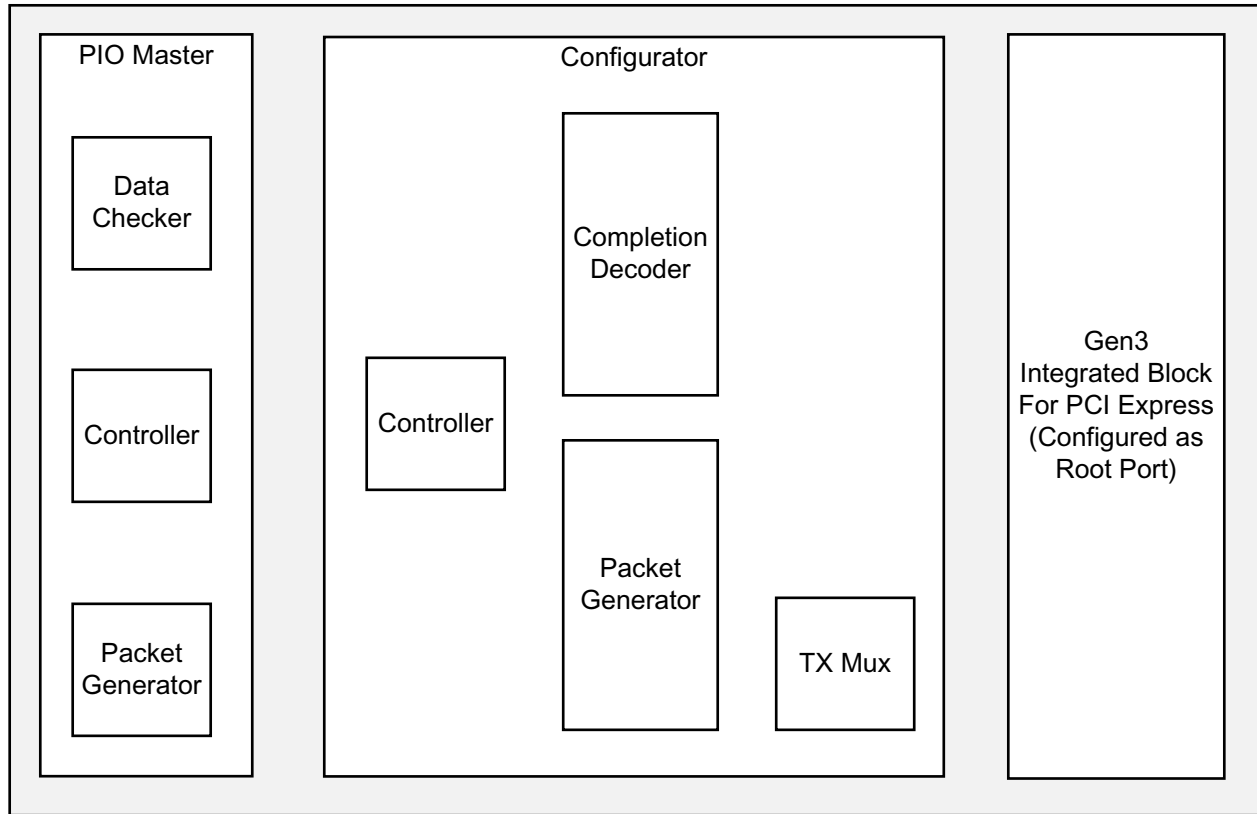 PIO Master
Data
Checker
Controller
Packet
Generator
Configurator
Completion
Decoder
Controller
Packet
Generator
TX Mux
Gen3
Integrated Block
For PCI Express
(Configured as
Root Port)